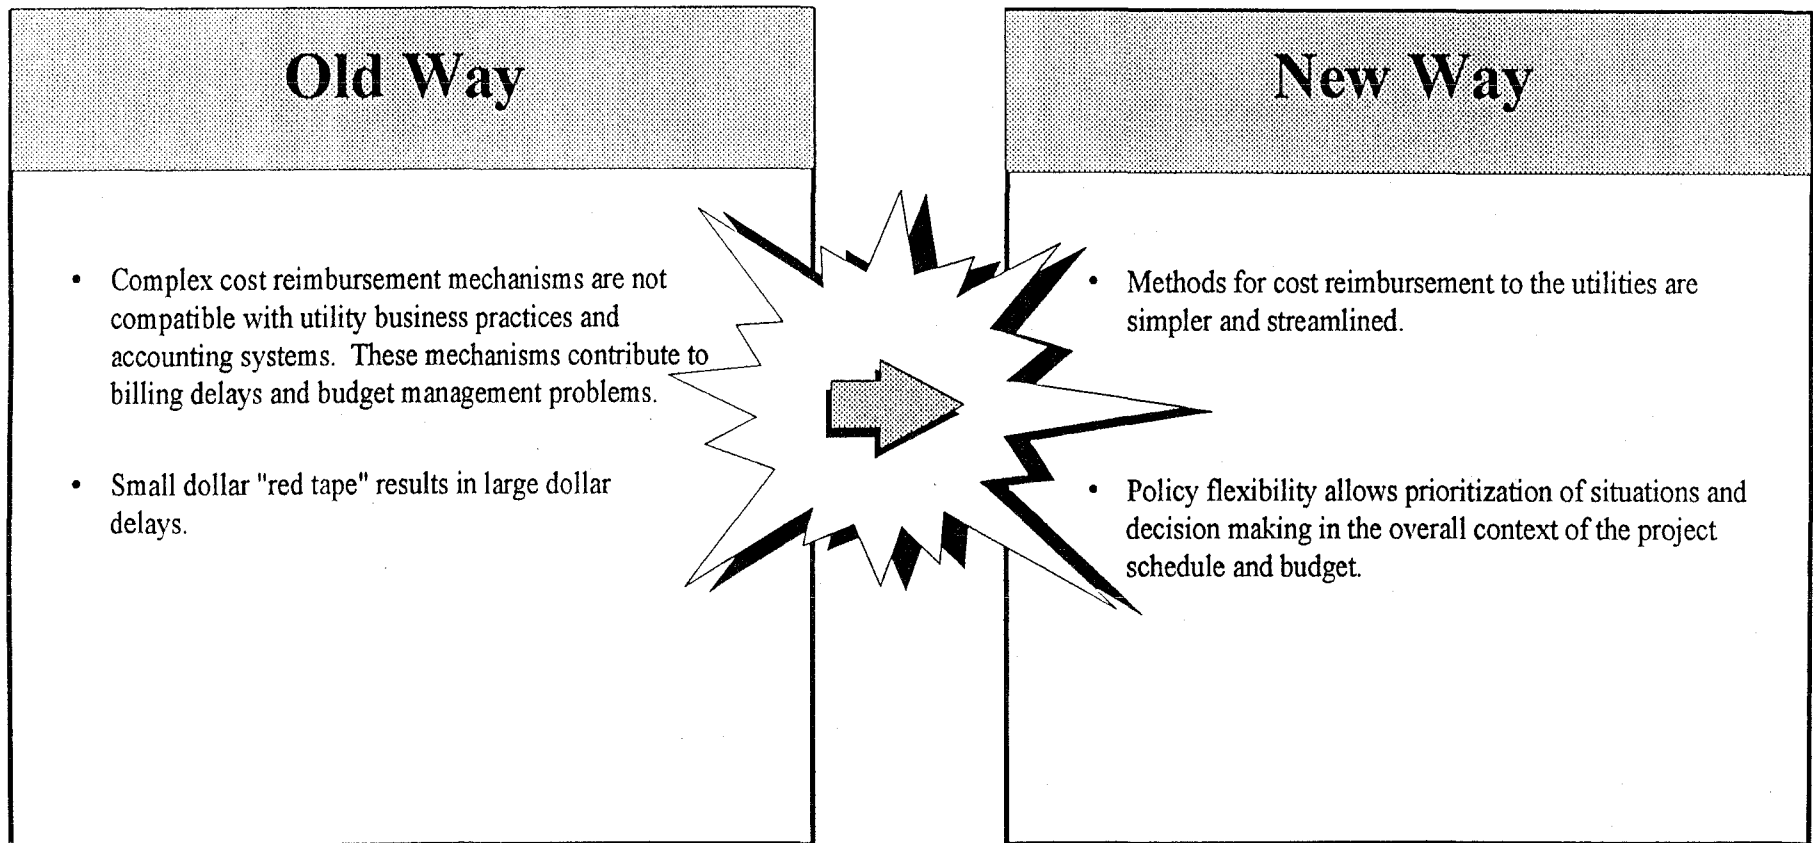 Old Way
• Complex cost reimbursement mechanisms are not
compatible with utility business practices and
accounting systems.  These mechanisms contribute to
billing delays and budget management problems.
• Small dollar "red tape" results in large dollar
delays.
New Way
• Methods for cost reimbursement to the utilities are
simpler and streamlined.
• Policy flexibility allows prioritization of situations and
decision making in the overall context of the project
schedule and budget.